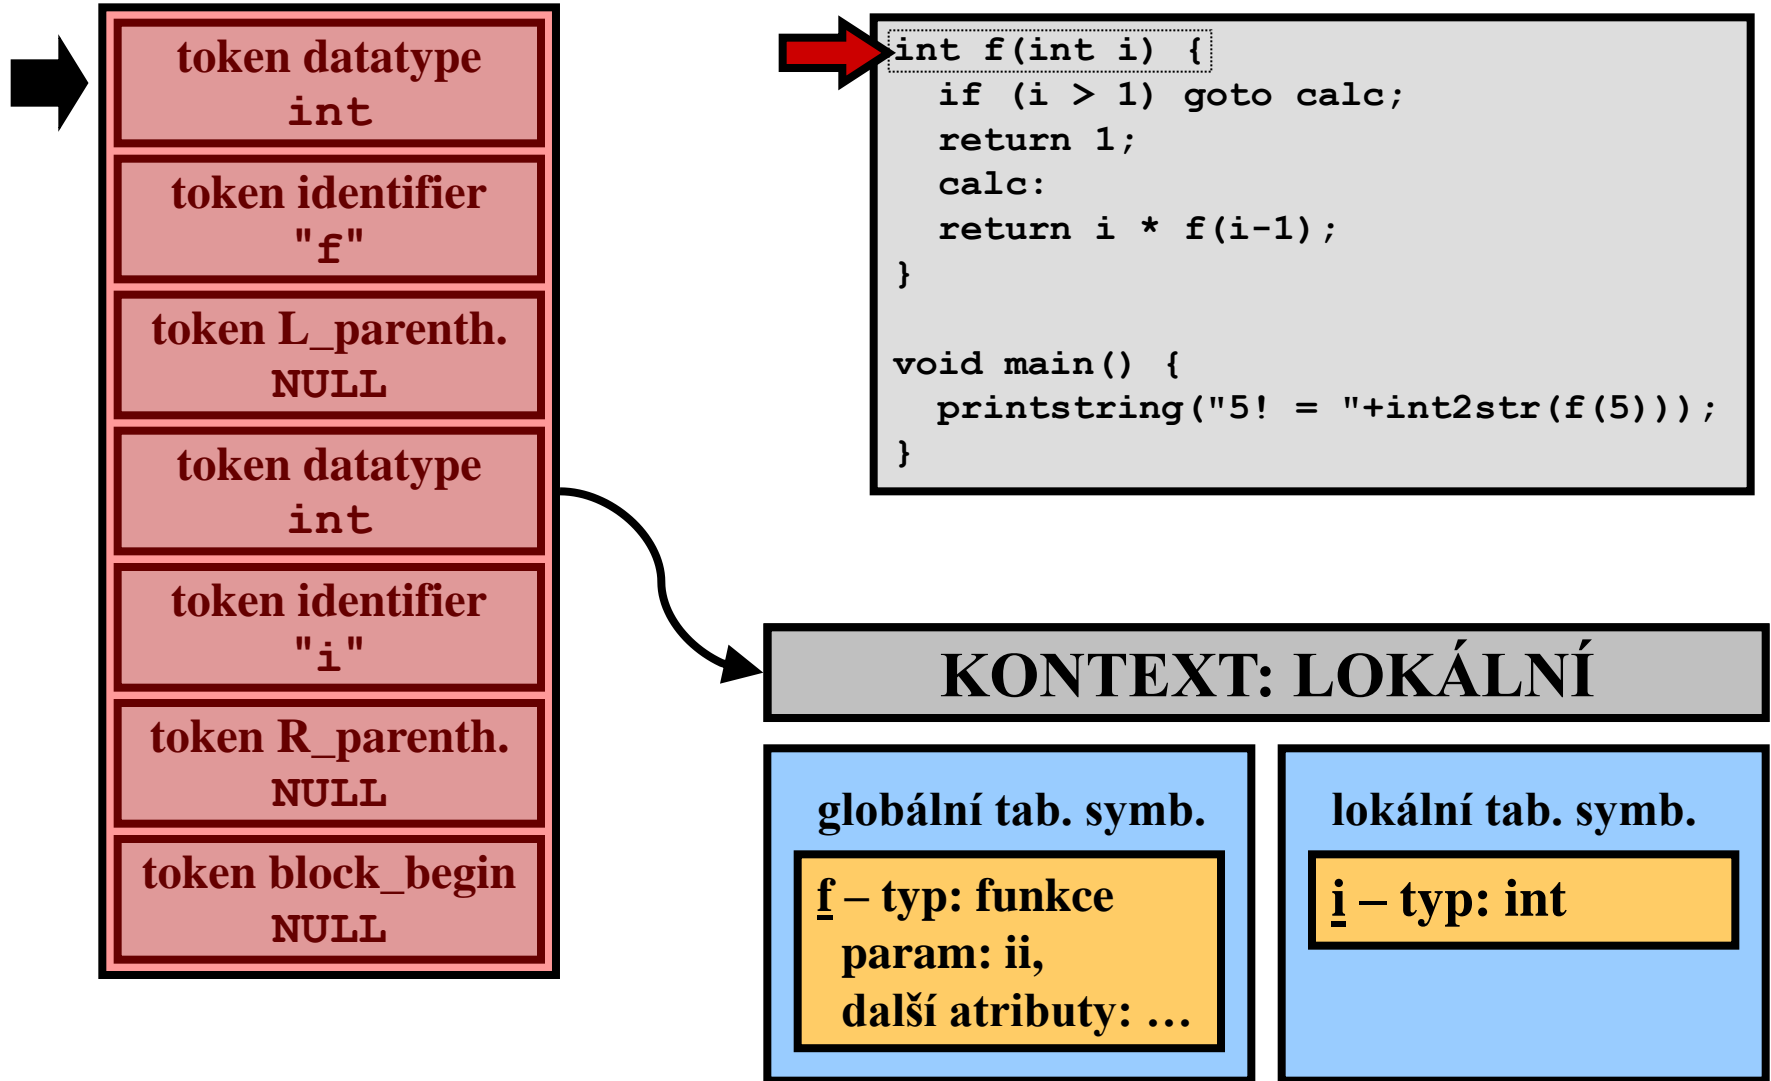 token datatype
int
token identifier
"f"
token L_parenth.
NULL
token datatype
int
token identifier
"i"
token R_parenth.
NULL
token block_begin
NULL
int f(int i) {
  if (i > 1) goto calc;
  return 1;
  calc:
  return i * f(i-1);
}
void main() {
  printstring("5! = "+int2str(f(5)));
}
KONTEXT: LOKÁLNÍ
globální tab. symb.
f – typ: funkce
param: ii,
další atributy: …
lokální tab. symb.
i – typ: int